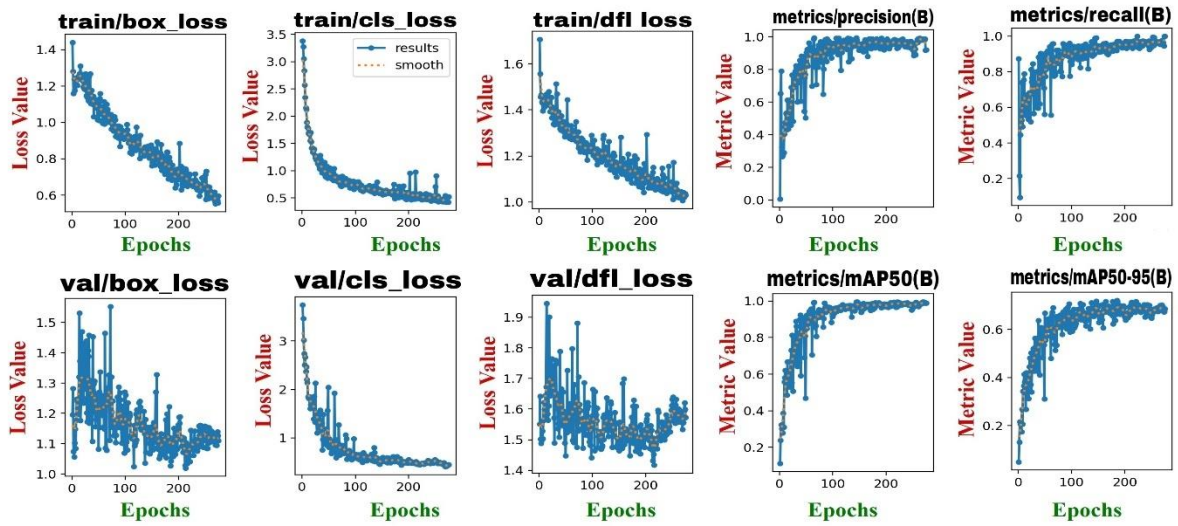 train/box_loss
train/cls_loss
train/dfl loss
metrics/precision(B)
metrics/recall(B)
1.4
1.2
1.0
0.8
0.6
Loss Value
0
100
200
Epochs
3.5
3.0
2.5
2.0
1.5
1.0
0.5
Loss Value
results
smooth
0
100
200
Epochs
1.6
1.4
1.2
1.0
Loss Value
0
100
200
Epochs
1.0
0.8
0.6
0.4
0.2
0.0
Metric Value
0
100
200
Epochs
1.0
0.8
0.6
0.4
0.2
Metric Value
0
100
200
Epochs
val/box_loss
val/cls_loss
val/dfl_loss
metrics/mAP50(B)
metrics/mAP50-95(B)
1.5
1.4
1.3
1.2
1.1
1.0
Loss Value
0
100
200
Epochs
3
2
1
Loss Value
0
100
200
Epochs
1.9
1.8
1.7
1.6
1.5
1.4
Loss Value
0
100
200
Epochs
1.0
0.8
0.6
0.4
0.2
Metric Value
0
100
200
Epochs
0.6
0.4
0.2
Metric Value
0
100
200
Epochs